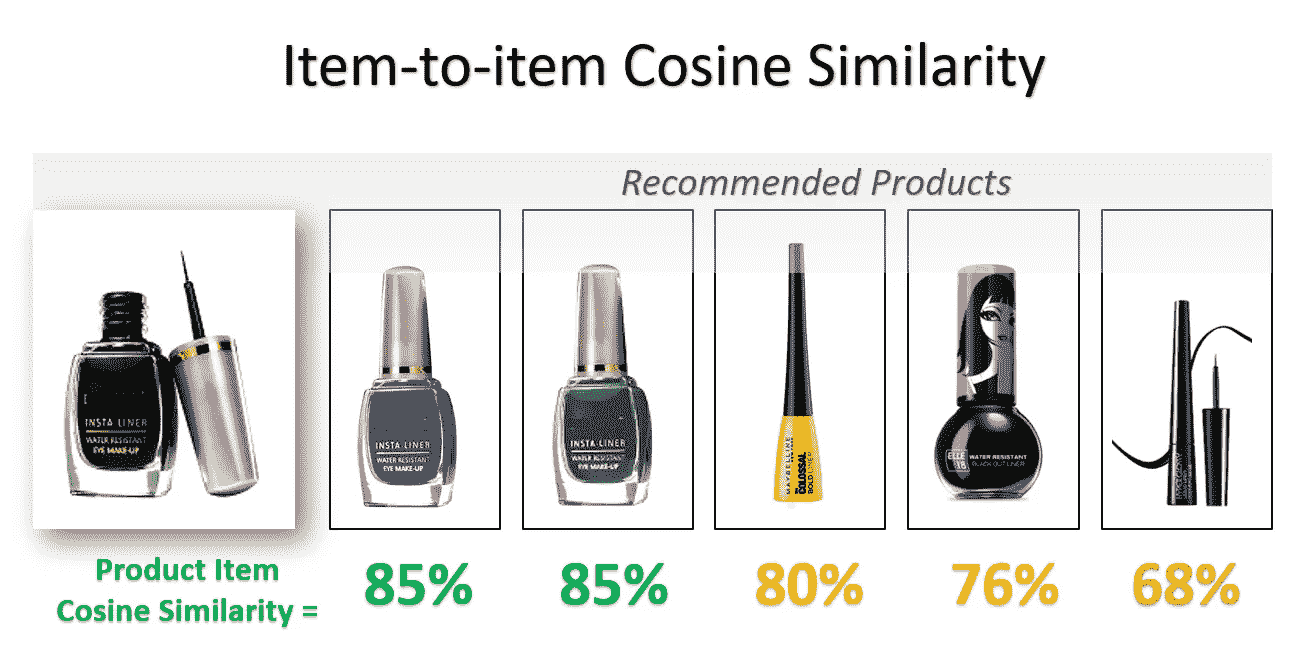 Item-to-item Cosine Similarity
Recommended Products
INSTA LINER
WATER RESISTANT
EYE MAKE-UP
INSTA·LINER
WATER RESISTANT
EYE MAKE-UP
INSTA·LINER
WATER RESISTANT
EYE MAKE-UP
MAYBELLINE
COLOSSAL
BOLD LINER
ELLE
18
WATER RESISTANT
BLACK OUT LINER
Product Item
Cosine Similarity =
85%
85%
80%
76%
68%